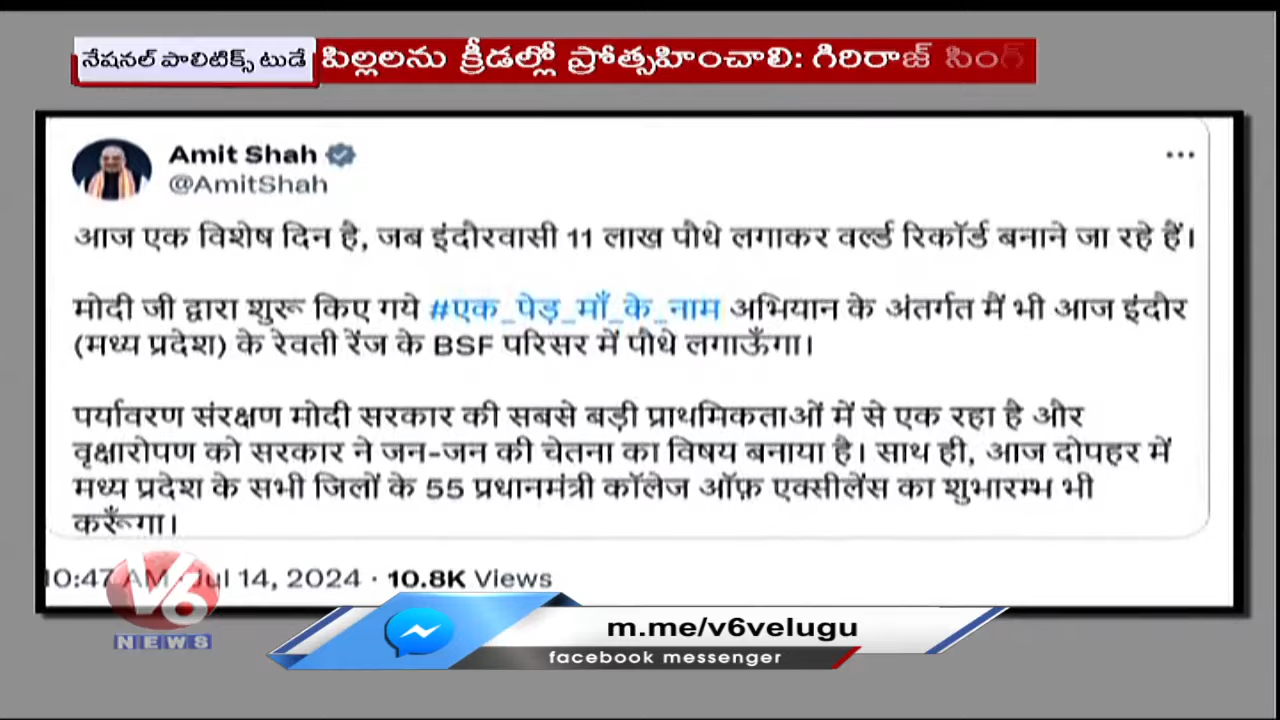 నేషనల్ పాలిటిక్స్ టుడే
పిల్లలను క్రీడల్లో ప్రోత్సహించాలి: గిరిరాజ్ సింగ్
Amit Shah
@AmitShah
आज एक विशेष दिन है, जब इंदौरवासी 11 लाख पौधे लगाकर वर्ल्ड रिकॉर्ड बनाने जा रहे हैं।
मोदी जी द्वारा शुरू किए गये #एक_पेड़_माँ_के_नाम अभियान के अंतर्गत मैं भी आज इंदौर
(मध्य प्रदेश) के रेवती रेंज के BSF परिसर में पौधे लगाऊँगा।
पर्यावरण संरक्षण मोदी सरकार की सबसे बड़ी प्राथमिकताओं में से एक रहा है और
वृक्षारोपण को सरकार ने जन-जन की चेतना का विषय बनाया है। साथ ही, आज दोपहर में
मध्य प्रदेश के सभी जिलों के 55 प्रधानमंत्री कॉलेज ऑफ़ एक्सीलेंस का शुभारम्भ भी
करूँगा।
10:47 AM · Jul 14, 2024 · 10.8K Views
V6
NEWS
m.me/v6velugu
facebook messenger